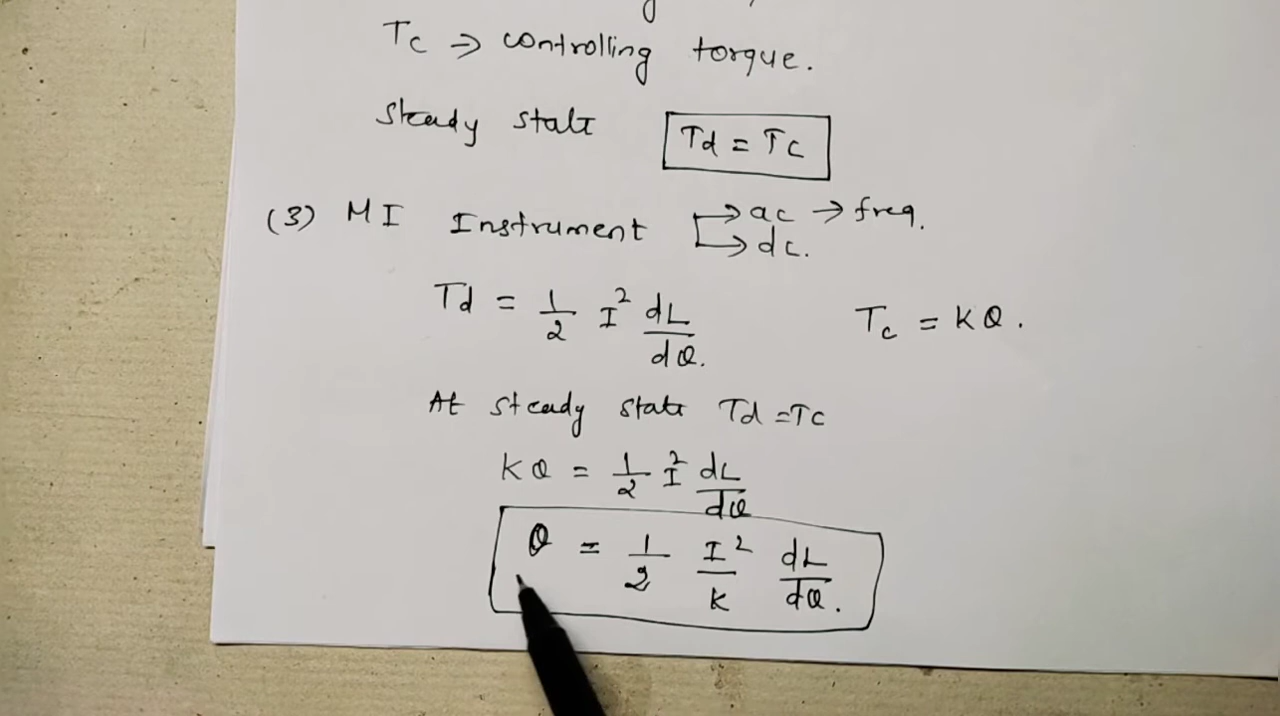 Tc → controlling torque.
Steady state Td = Tc
(3) MI Instrument → ac → freq.
→ dc.
Td = 1/2 I² dL/dθ. Tc = Kθ.
At steady state Td = Tc
Kθ = 1/2 I² dL/dθ
θ = 1/2 I²/K dL/dθ.